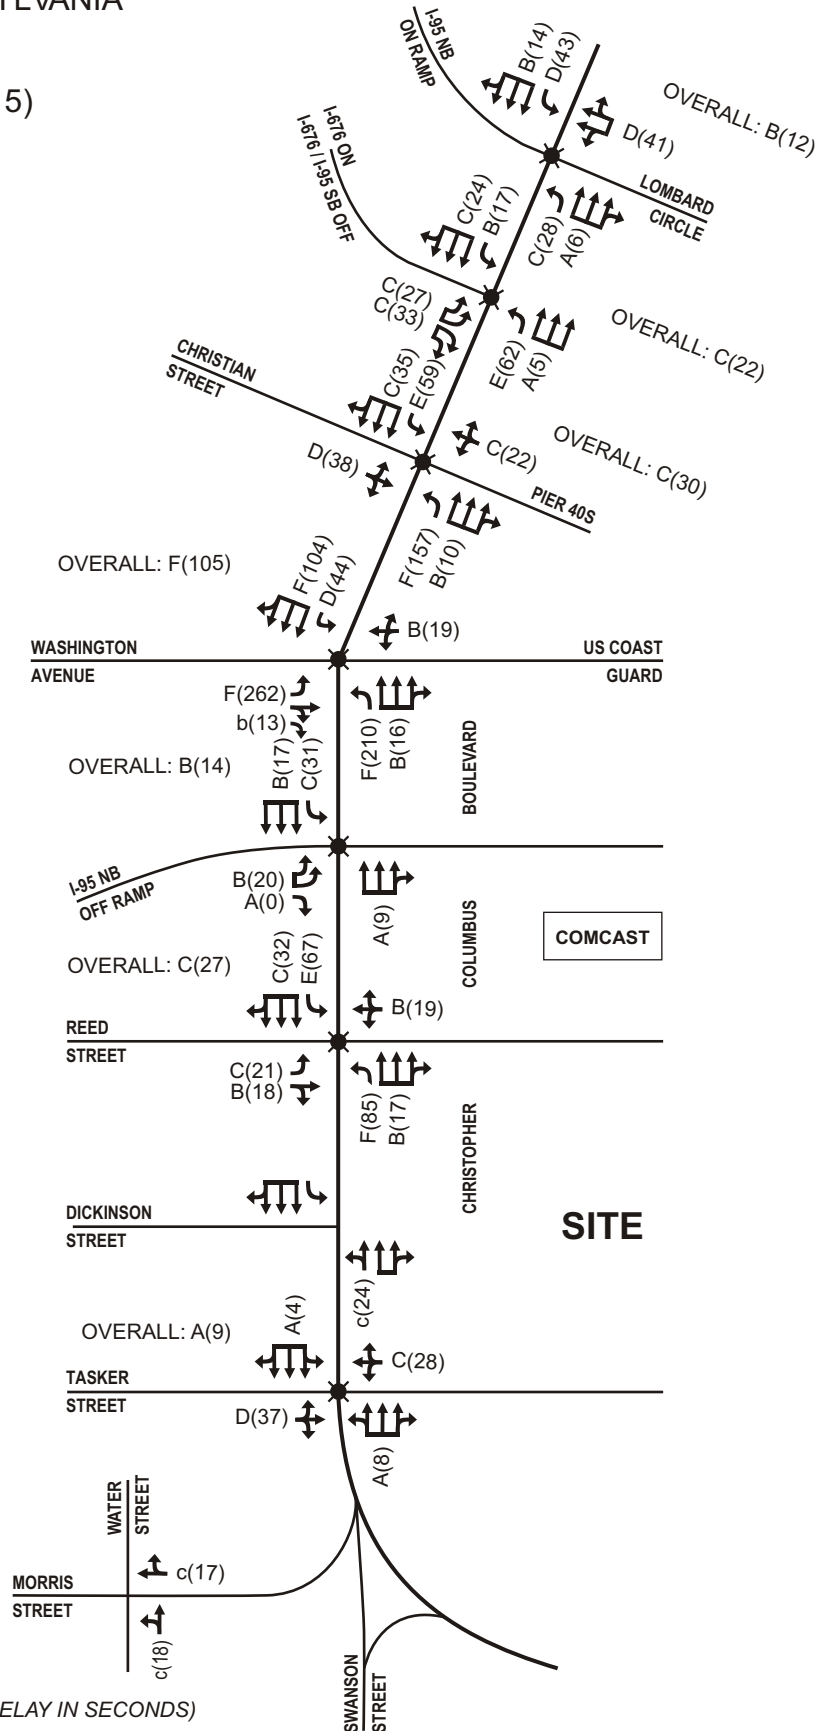 5)
I-95 NB
ON RAMP
B(14)
D(43)
OVERALL: B(12)
D(41)
LOMBARD
CIRCLE
I-676 ON
I-676 / I-95 SB OFF
C(24)
B(17)
C(28)
A(6)
C(27)
C(33)
E(62)
A(5)
OVERALL: C(22)
CHRISTIAN
STREET
C(35)
E(59)
D(38)
C(22)
OVERALL: C(30)
PIER 40S
F(157)
B(10)
OVERALL: F(105)
F(104)
D(44)
B(19)
WASHINGTON
AVENUE
US COAST
GUARD
F(262)
b(13)
F(210)
B(16)
BOULEVARD
OVERALL: B(14)
B(17)
C(31)
I-95 NB
OFF RAMP
B(20)
A(0)
A(9)
COLUMBUS
COMCAST
OVERALL: C(27)
C(32)
E(67)
B(19)
REED
STREET
C(21)
B(18)
F(85)
B(17)
CHRISTOPHER
DICKINSON
STREET
SITE
c(24)
OVERALL: A(9)
A(4)
C(28)
TASKER
STREET
D(37)
A(8)
WATER
STREET
c(17)
MORRIS
STREET
c(18)
SWANSON
STREET
ELAY IN SECONDS)